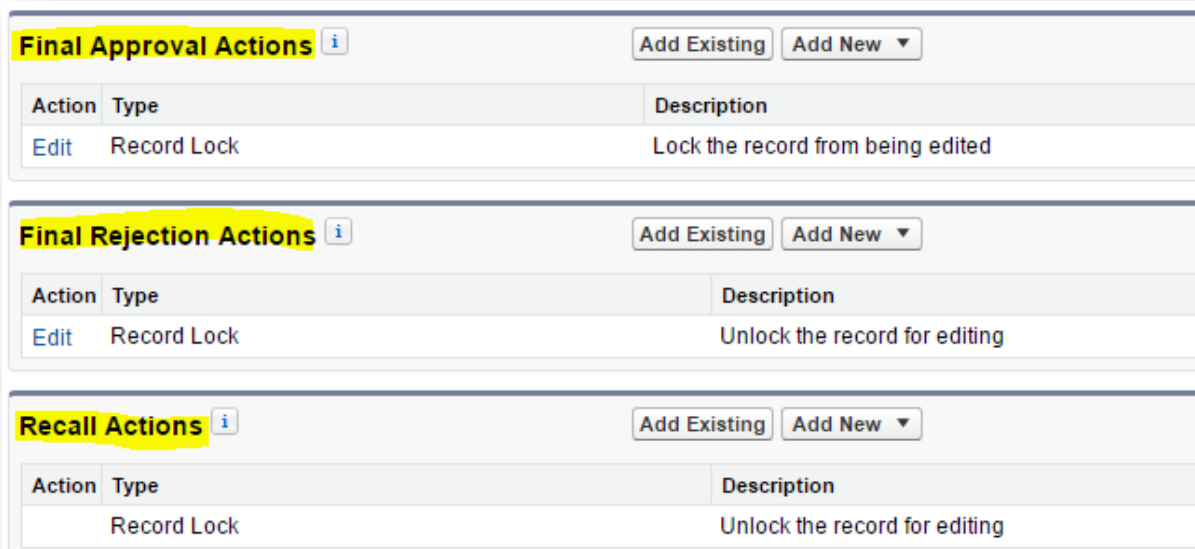 Final Approval Actions i Add Existing Add New
Action Type Description
Edit Record Lock Lock the record from being edited
Final Rejection Actions i Add Existing Add New
Action Type Description
Edit Record Lock Unlock the record for editing
Recall Actions i Add Existing Add New
Action Type Description
Record Lock Unlock the record for editing